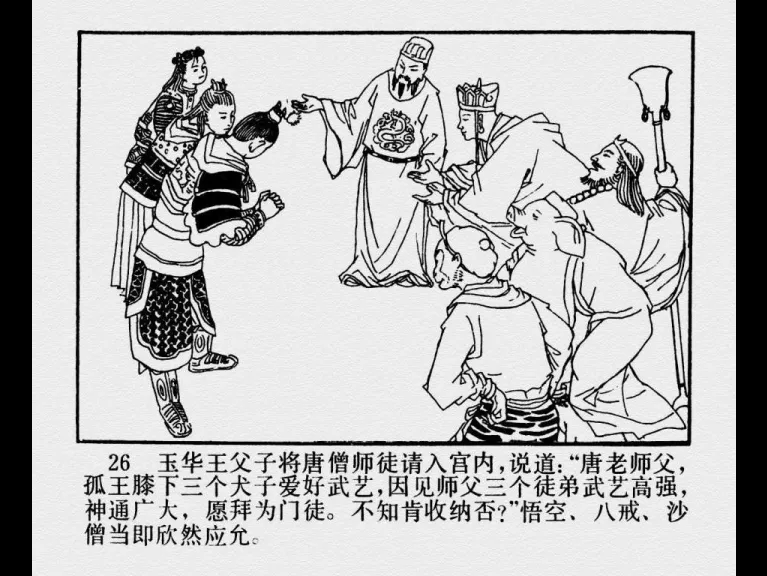 26 玉华王父子将唐僧师徒请入宫内，说道：“唐老师父，
孤王膝下三个犬子爱好武艺，因见师父三个徒弟武艺高强，
神通广大，愿拜为门徒。不知肯收纳否？”悟空、八戒、沙
僧当即欣然应允。